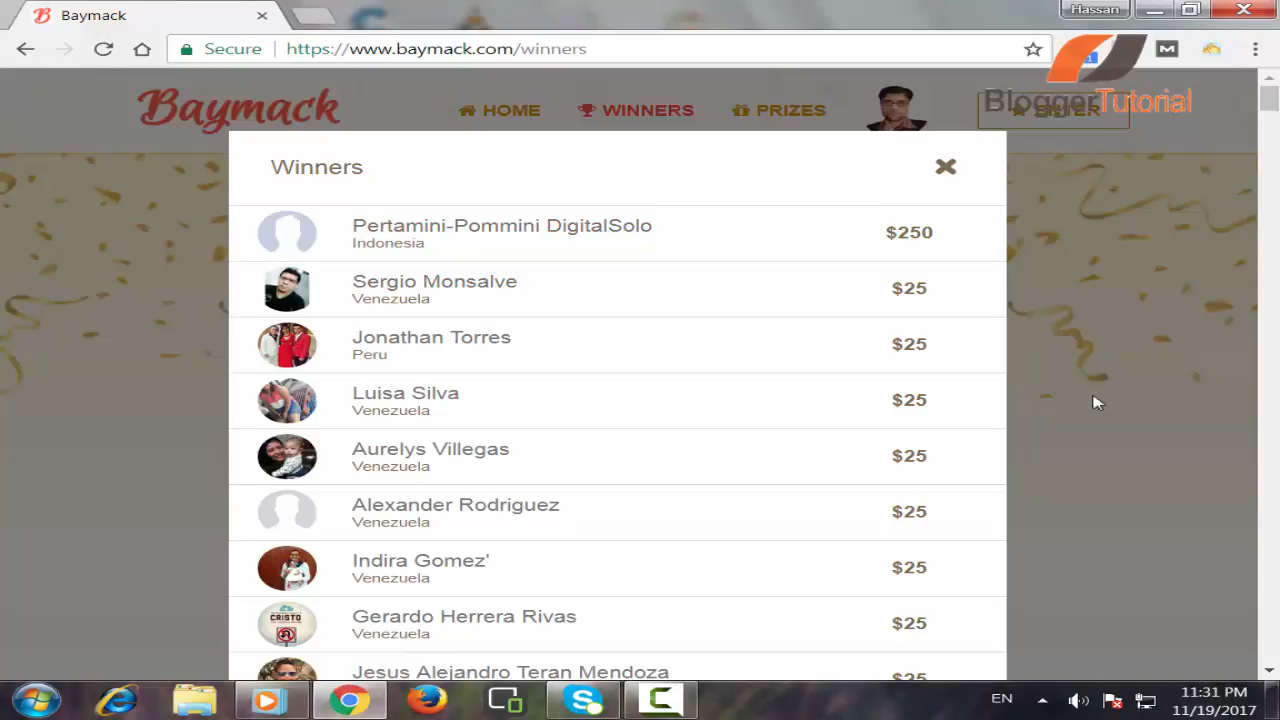 Hassan
Baymack
Secure
https://www.baymack.com/winners
Baymack
HOME
WINNERS
PRIZES
BloggerTutorial
Winners
Pertamini-Pommini DigitalSolo
Indonesia
$250
Sergio Monsalve
Venezuela
$25
Jonathan Torres
Peru
$25
Luisa Silva
Venezuela
$25
Aurelys Villegas
Venezuela
$25
Alexander Rodriguez
Venezuela
$25
Indira Gomez'
Venezuela
$25
Gerardo Herrera Rivas
Venezuela
$25
CRISTO
Jesus Alejandro Teran Mendoza
$25
EN
11:31 PM
11/19/2017